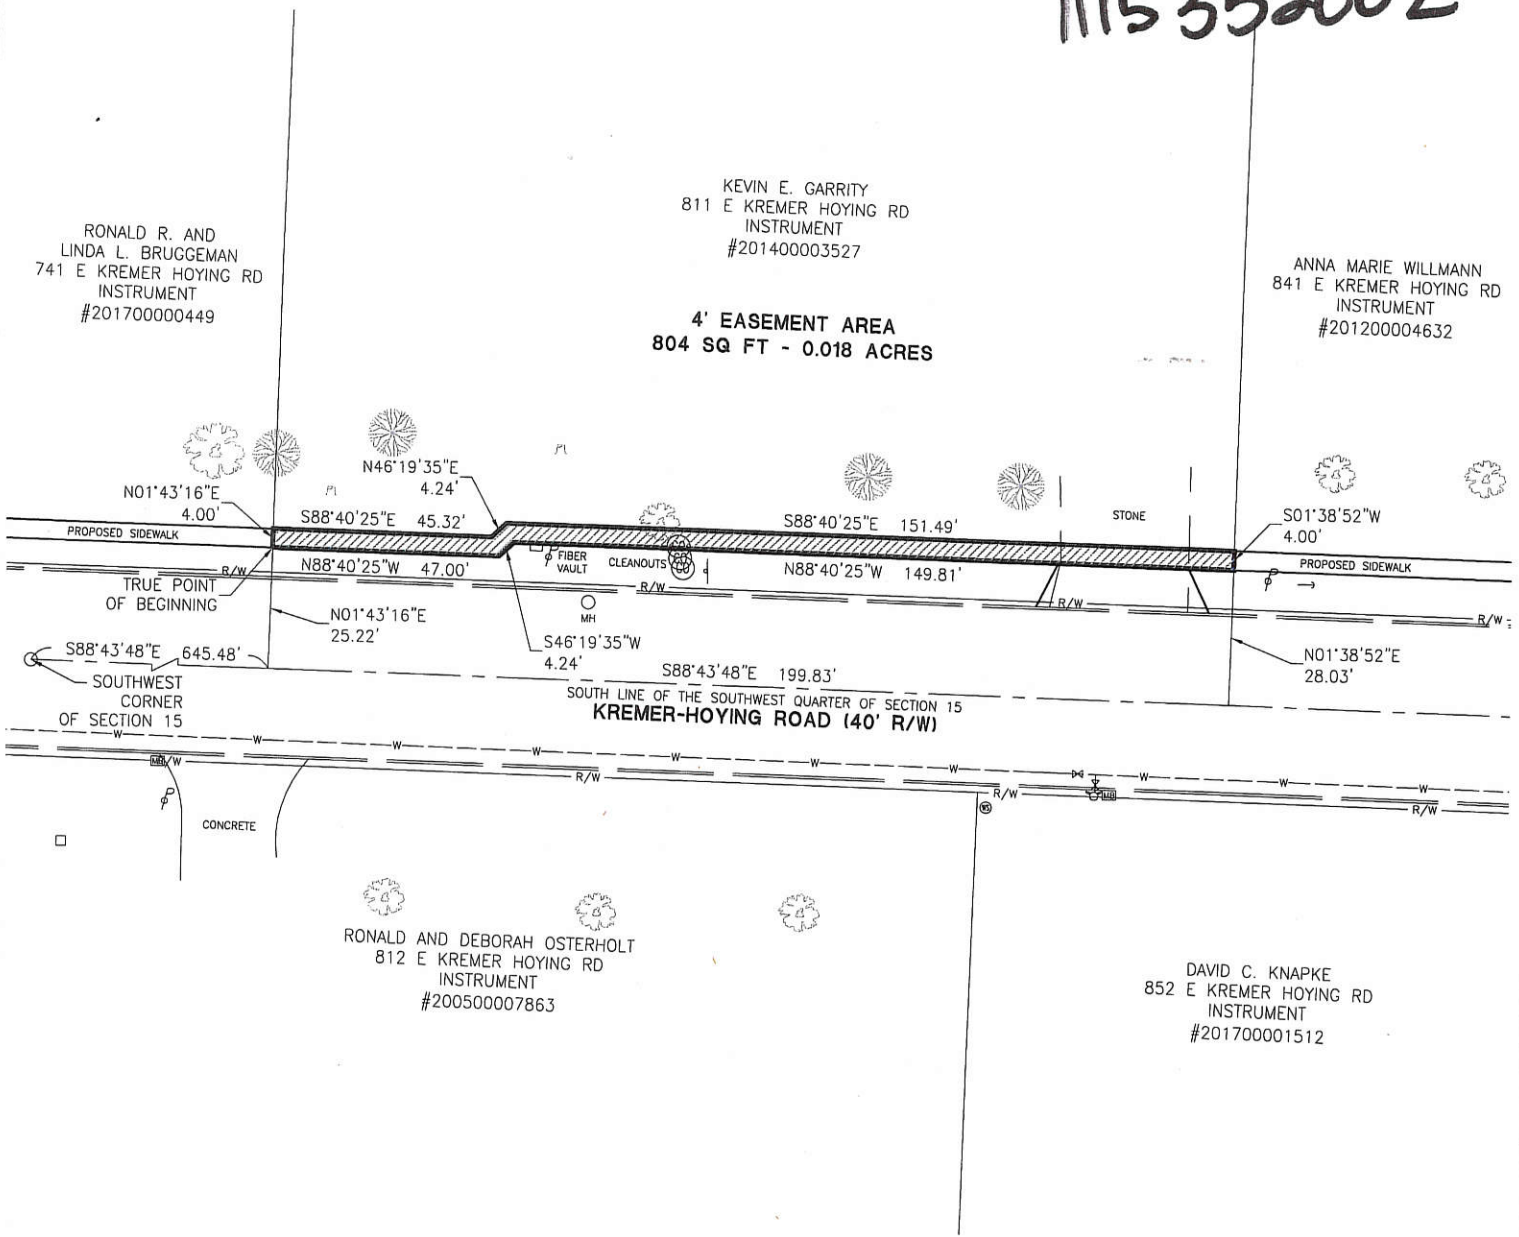 KEVIN E. GARRITY
811 E KREMER HOYING RD
INSTRUMENT
#201400003527
RONALD R. AND
LINDA L. BRUGGEMAN
741 E KREMER HOYING RD
INSTRUMENT
#201700000449
ANNA MARIE WILLMANN
841 E KREMER HOYING RD
INSTRUMENT
#201200004632
4' EASEMENT AREA
804 SQ FT - 0.018 ACRES
N46°19'35"E
4.24'
N01°43'16"E
4.00'
S88°40'25"E 45.32'
S88°40'25"E 151.49'
STONE
S01°38'52"W
4.00'
PROPOSED SIDEWALK
FIBER
VAULT
CLEANOUTS
PROPOSED SIDEWALK
N88°40'25"W 47.00'
N88°40'25"W 149.81'
R/W
R/W
R/W
R/W
TRUE POINT
OF BEGINNING
MH
N01°43'16"E
25.22'
S46°19'35"W
4.24'
N01°38'52"E
28.03'
S88°43'48"E 645.48'
S88°43'48"E 199.83'
SOUTHWEST
CORNER
OF SECTION 15
SOUTH LINE OF THE SOUTHWEST QUARTER OF SECTION 15
KREMER-HOYING ROAD (40' R/W)
W W W W W W W W W W
R/W
R/W
R/W
R/W
CONCRETE
RONALD AND DEBORAH OSTERHOLT
812 E KREMER HOYING RD
INSTRUMENT
#200500007863
DAVID C. KNAPKE
852 E KREMER HOYING RD
INSTRUMENT
#201700001512